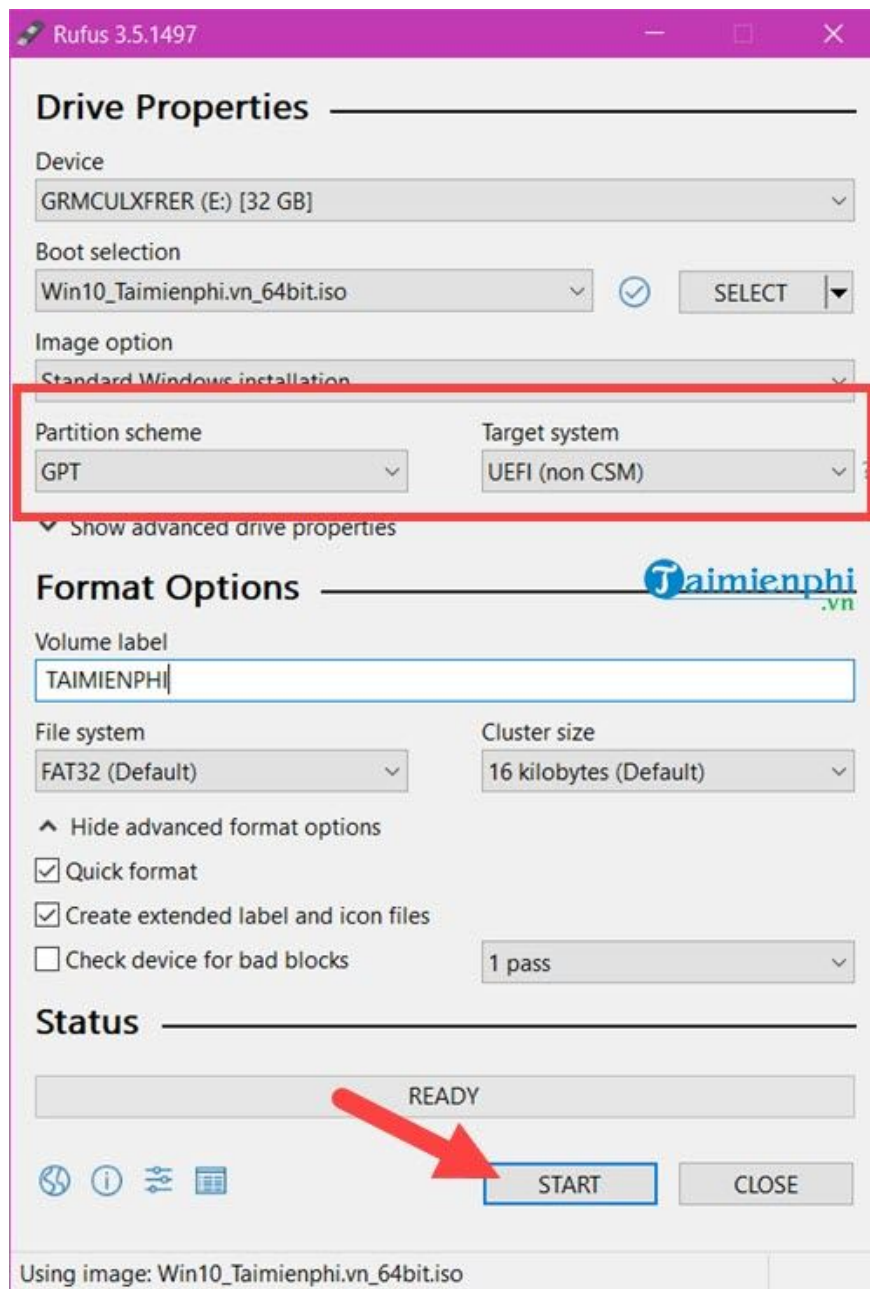 Rufus 3.5.1497
Drive Properties
Device
GRMCULXFRER (E:) [32 GB]
Boot selection
Win10_Taimienphi.vn_64bit.iso
SELECT
Image option
Standard Windows installation
Partition scheme
Target system
GPT
UEFI (non CSM)
?
Show advanced drive properties
Format Options
Taimienphi
.vn
Volume label
TAIMIENPHI
File system
Cluster size
FAT32 (Default)
16 kilobytes (Default)
Hide advanced format options
Quick format
Create extended label and icon files
Check device for bad blocks
1 pass
Status
READY
START
CLOSE
Using image: Win10_Taimienphi.vn_64bit.iso